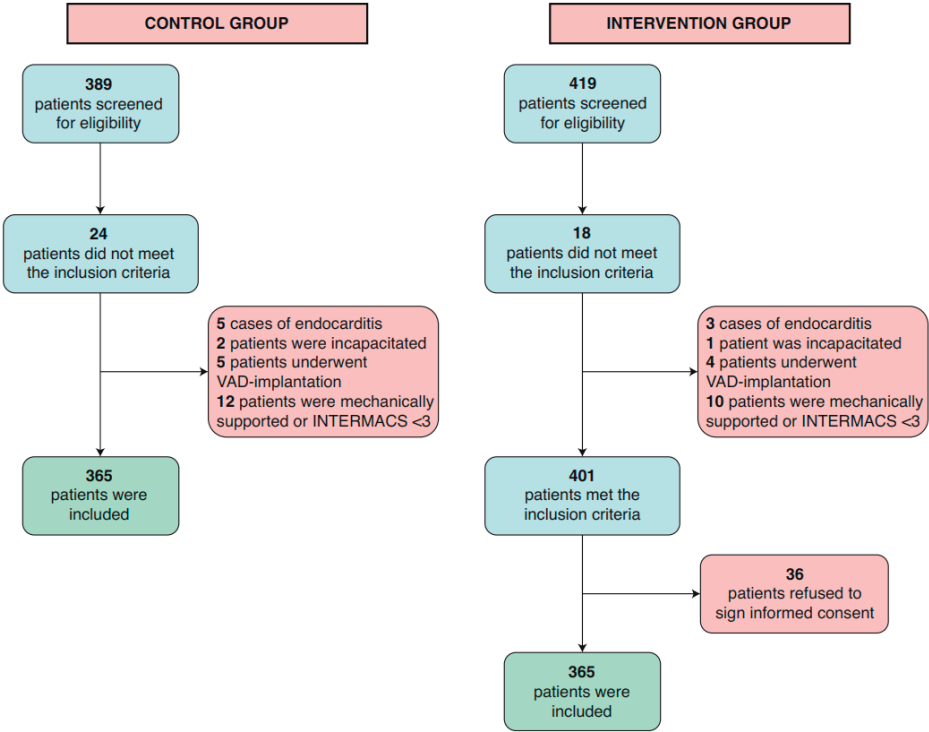 CONTROL GROUP
389
patients screened
for eligibility
24
patients did not meet
the inclusion criteria
5 cases of endocarditis
2 patients were incapacitated
5 patients underwent
VAD-implantation
12 patients were mechanically
supported or INTERMACS <3
365
patients were
included
INTERVENTION GROUP
419
patients screened
for eligibility
18
patients did not meet
the inclusion criteria
3 cases of endocarditis
1 patient was incapacitated
4 patients underwent
VAD-implantation
10 patients were mechanically
supported or INTERMACS <3
401
patients met the
inclusion criteria
36
patients refused to
sign informed consent
365
patients were
included